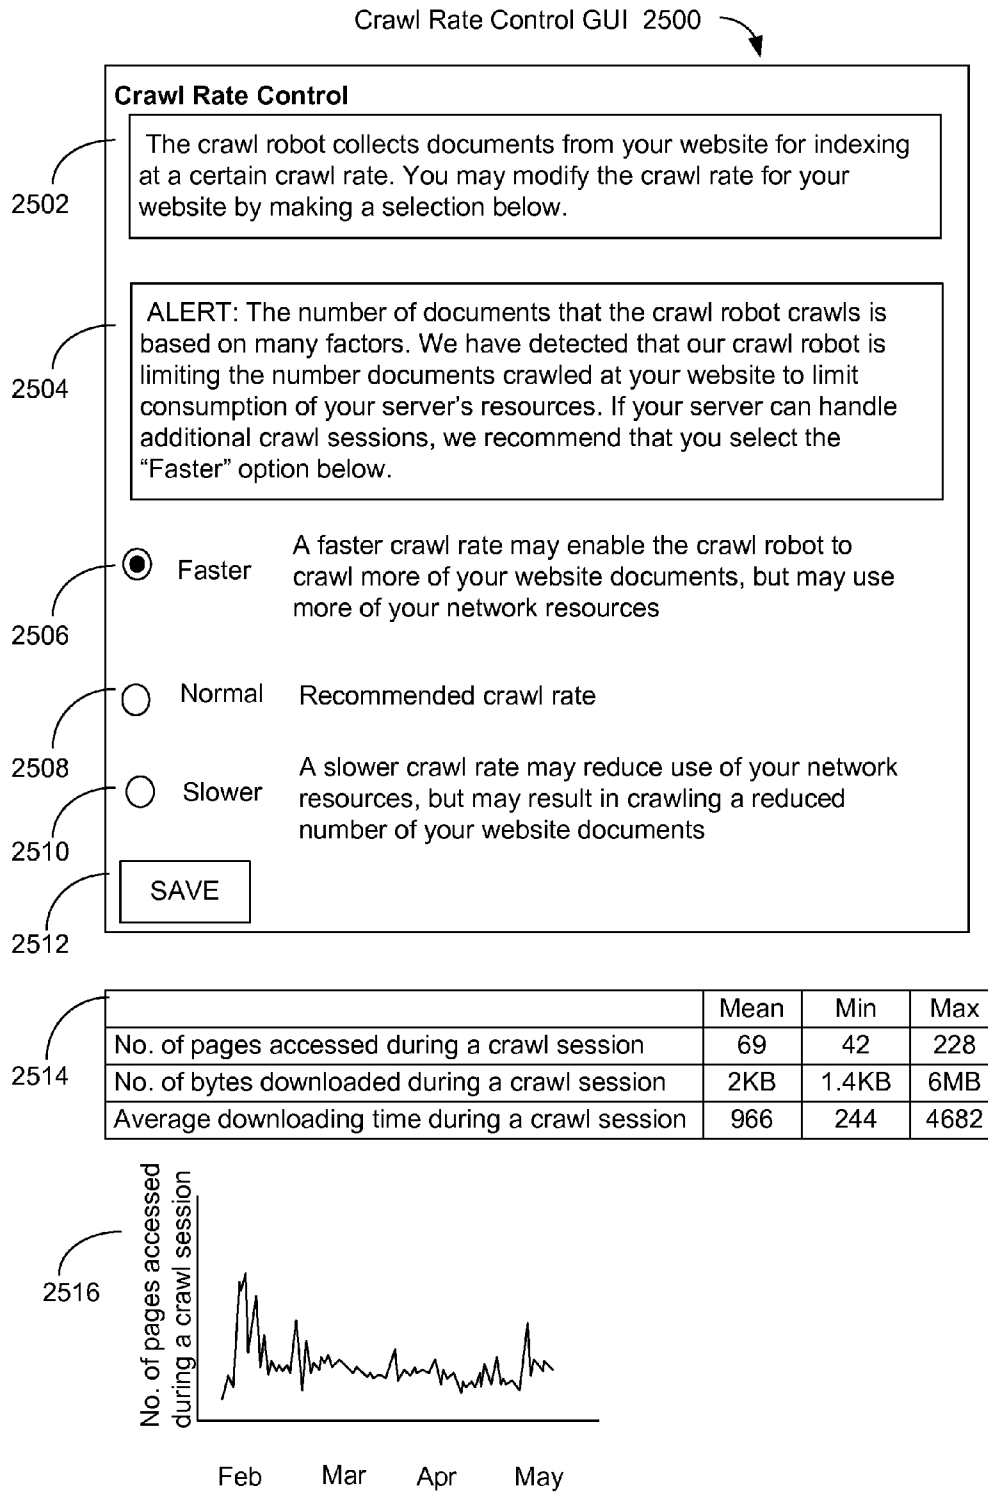 Crawl Rate Control GUI 2500
Crawl Rate Control
The crawl robot collects documents from your website for indexing
at a certain crawl rate. You may modify the crawl rate for your
website by making a selection below.
2502
ALERT: The number of documents that the crawl robot crawls is
based on many factors. We have detected that our crawl robot is
limiting the number documents crawled at your website to limit
consumption of your server's resources. If your server can handle
additional crawl sessions, we recommend that you select the
“Faster” option below.
2504
Faster
A faster crawl rate may enable the crawl robot to
crawl more of your website documents, but may use
more of your network resources
2506
Normal
Recommended crawl rate
2508
Slower
A slower crawl rate may reduce use of your network
resources, but may result in crawling a reduced
number of your website documents
2510
SAVE
2512
Mean Min Max
No. of pages accessed during a crawl session 69 42 228
No. of bytes downloaded during a crawl session 2KB 1.4KB 6MB
Average downloading time during a crawl session 966 244 4682
2514
No. of pages accessed
during a crawl session
2516
Feb Mar Apr May